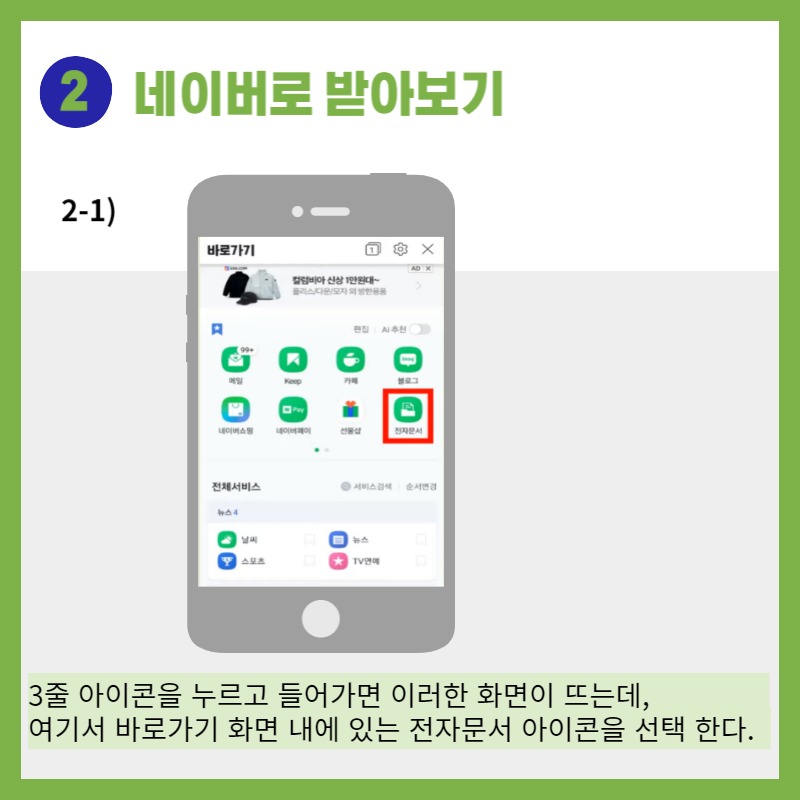 2 네이버로 받아보기
2-1)
바로가기 1
AD X
컬럼비아 신상 1만원대~
플리스/다운/모자 외 방한용품
편집 Ai 추천
99+
메일 Keep 카페 블로그
Pay
네이버쇼핑 네이버페이 선물샵 전자문서
전체서비스 서비스검색 순서변경
뉴스 4
날씨 뉴스
스포츠 TV연예
3줄 아이콘을 누르고 들어가면 이러한 화면이 뜨는데,
여기서 바로가기 화면 내에 있는 전자문서 아이콘을 선택 한다.